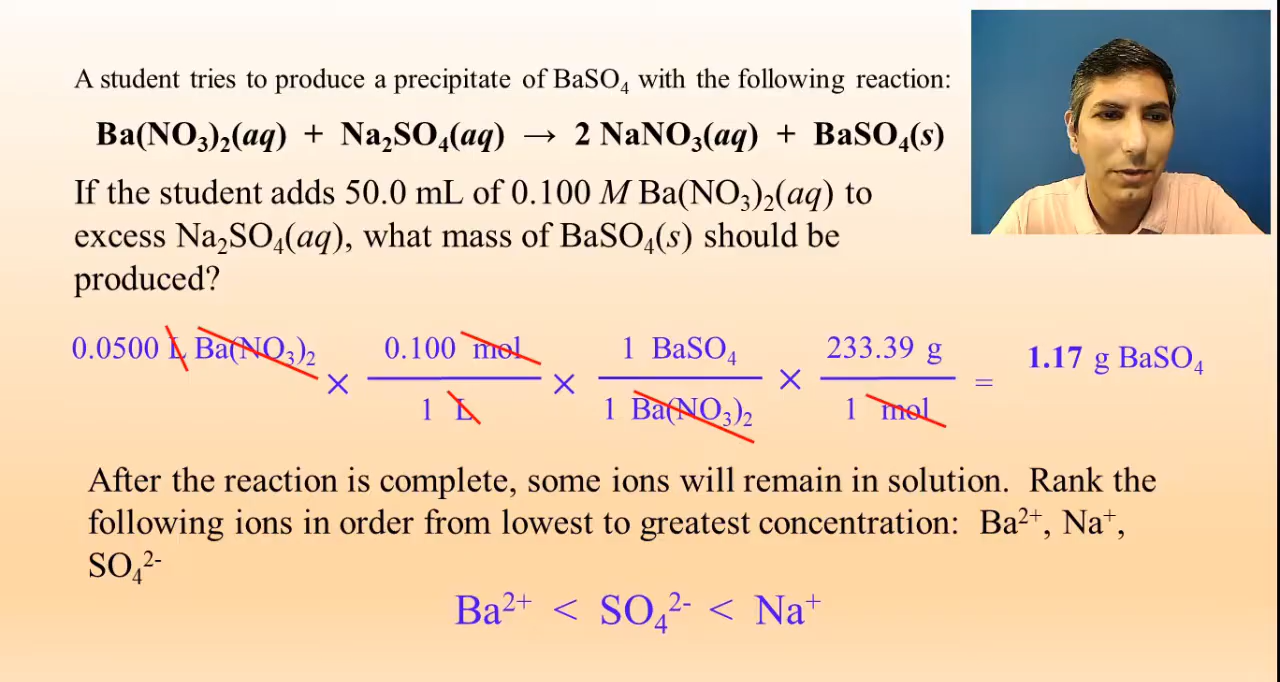 A student tries to produce a precipitate of BaSO₄ with the following reaction:
Ba(NO₃)₂(aq) + Na₂SO₄(aq) → 2 NaNO₃(aq) + BaSO₄(s)
If the student adds 50.0 mL of 0.100 M Ba(NO₃)₂(aq) to
excess Na₂SO₄(aq), what mass of BaSO₄(s) should be
produced?
0.0500 L Ba(NO₃)₂ × 0.100 mol / 1 L × 1 BaSO₄ / 1 Ba(NO₃)₂ × 233.39 g / 1 mol = 1.17 g BaSO₄
After the reaction is complete, some ions will remain in solution. Rank the
following ions in order from lowest to greatest concentration: Ba²⁺, Na⁺,
SO₄²⁻
Ba²⁺ < SO₄²⁻ < Na⁺